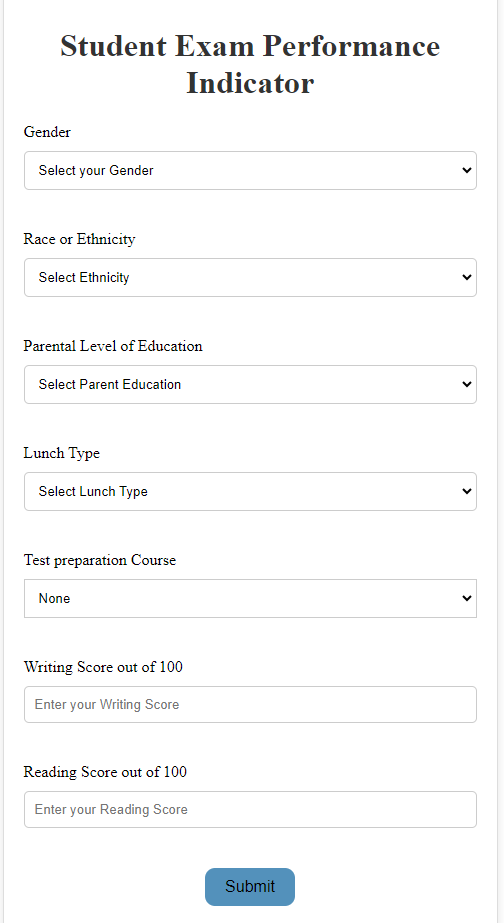 Student Exam Performance
Indicator
Gender
Select your Gender
Race or Ethnicity
Select Ethnicity
Parental Level of Education
Select Parent Education
Lunch Type
Select Lunch Type
Test preparation Course
None
Writing Score out of 100
Enter your Writing Score
Reading Score out of 100
Enter your Reading Score
Submit